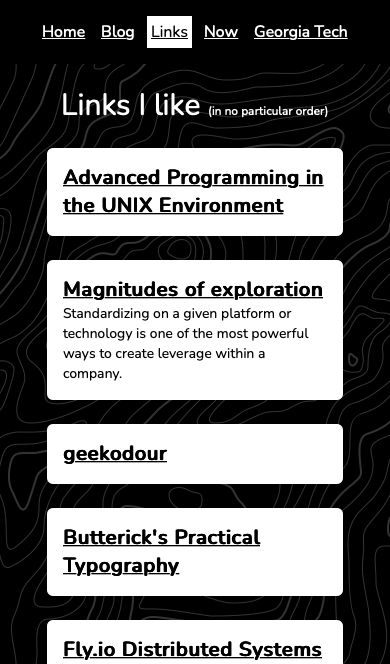 Home Blog Links Now Georgia Tech
Links I like (in no particular order)
Advanced Programming in
the UNIX Environment
Magnitudes of exploration
Standardizing on a given platform or
technology is one of the most powerful
ways to create leverage within a
company.
geekodour
Butterick's Practical
Typography
Fly.io Distributed Systems